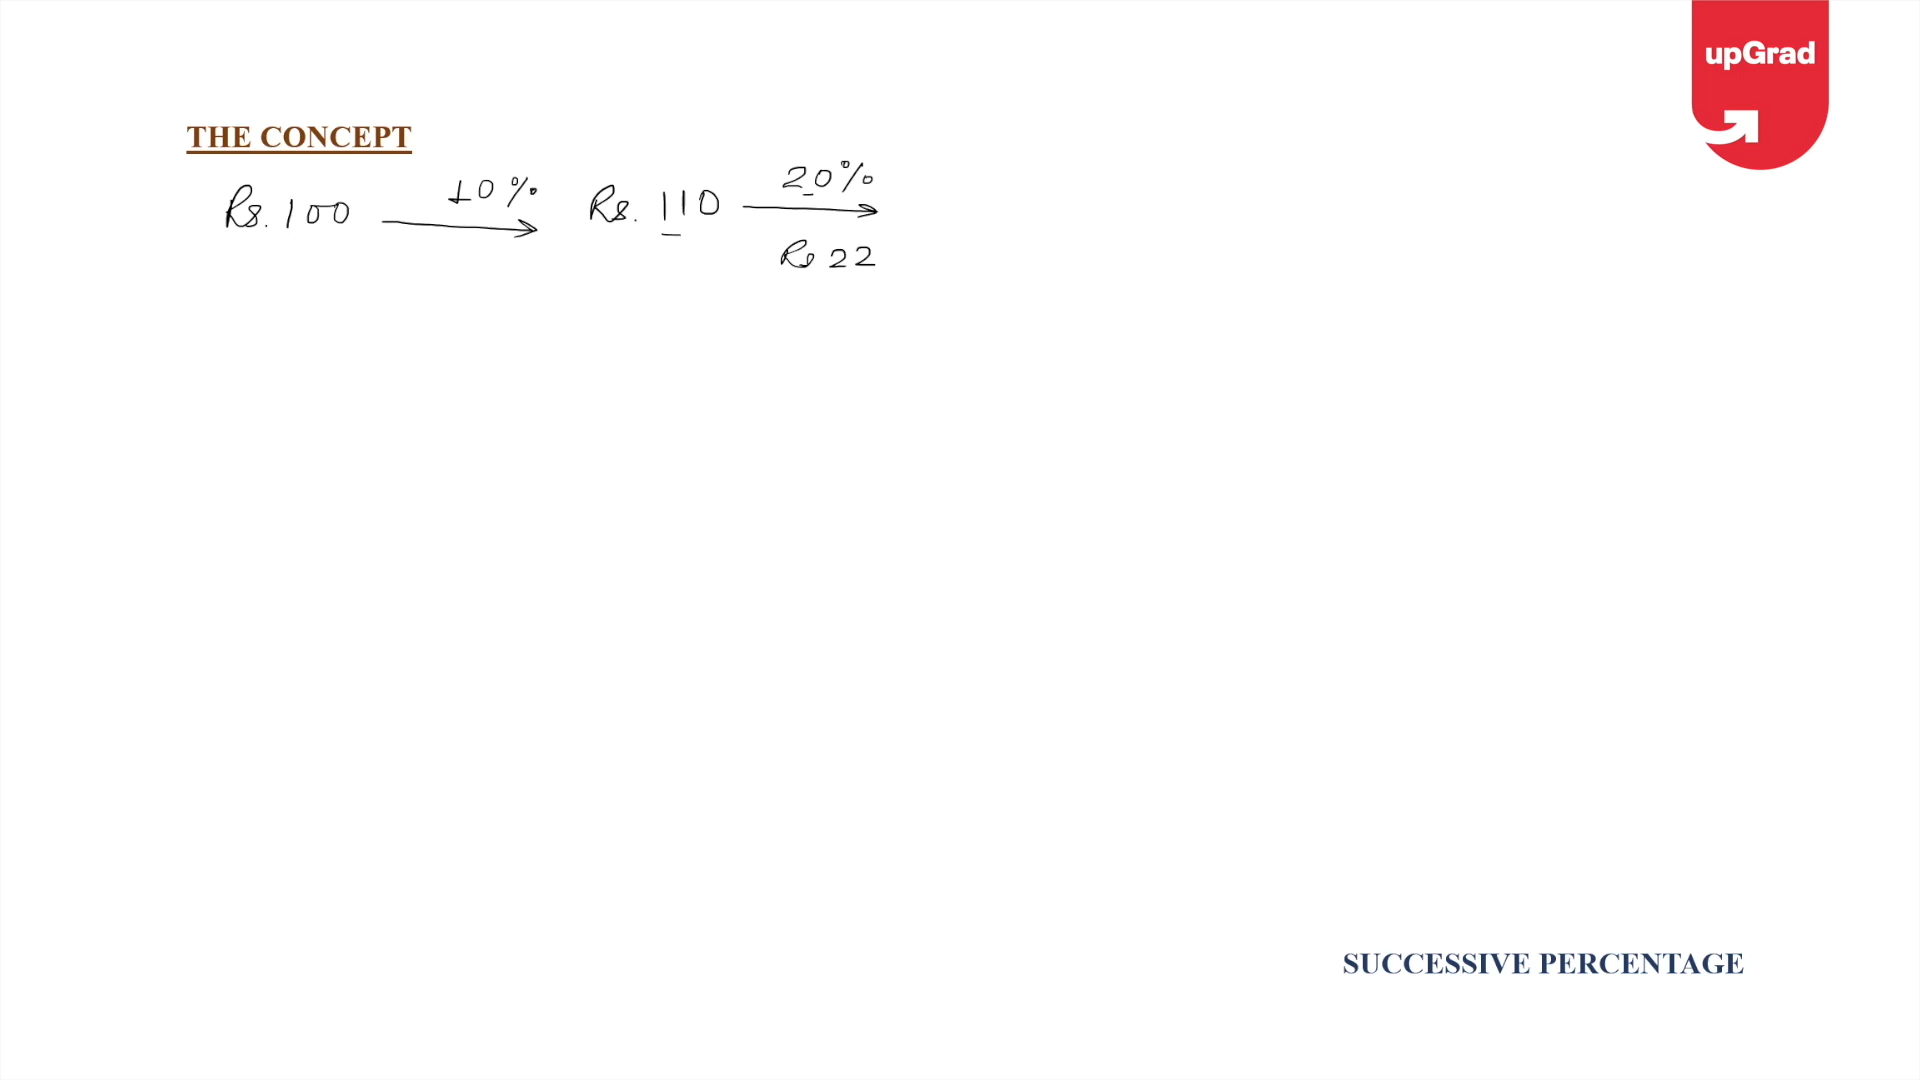 upGrad
THE CONCEPT
Rs. 100 10% Rs. 110 20%
Rs 22
SUCCESSIVE PERCENTAGE